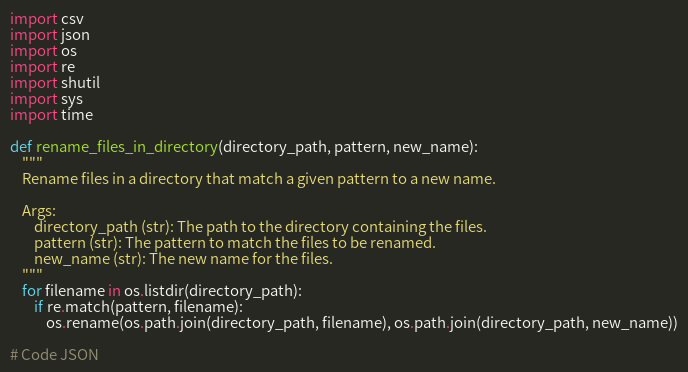 import csv
import json
import os
import re
import shutil
import sys
import time
def rename_files_in_directory(directory_path, pattern, new_name):
"""
Rename files in a directory that match a given pattern to a new name.
Args:
directory_path (str): The path to the directory containing the files.
pattern (str): The pattern to match the files to be renamed.
new_name (str): The new name for the files.
"""
for filename in os.listdir(directory_path):
if re.match(pattern, filename):
os.rename(os.path.join(directory_path, filename), os.path.join(directory_path, new_name))
# Code JSON